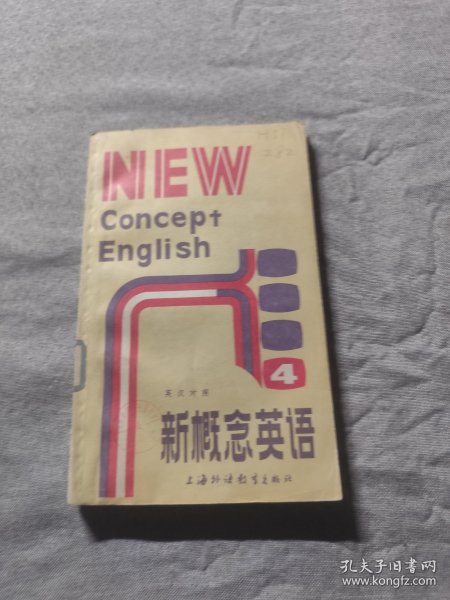 NEW
Concept
English
4
英汉对照
新概念英语
上海外语教育出版社
孔夫子旧书网
www.kongfz.com